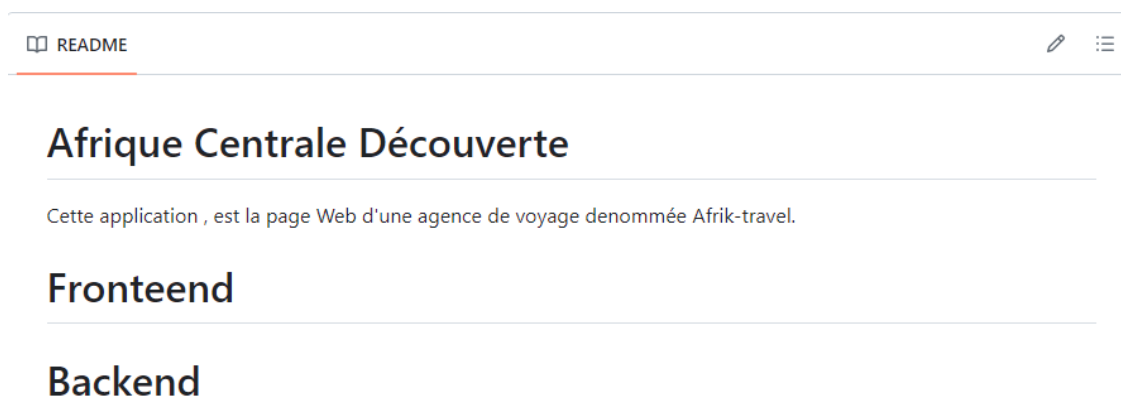 README
Afrique Centrale Découverte
Cette application , est la page Web d'une agence de voyage denommée Afrik-travel.
Fronteend
Backend